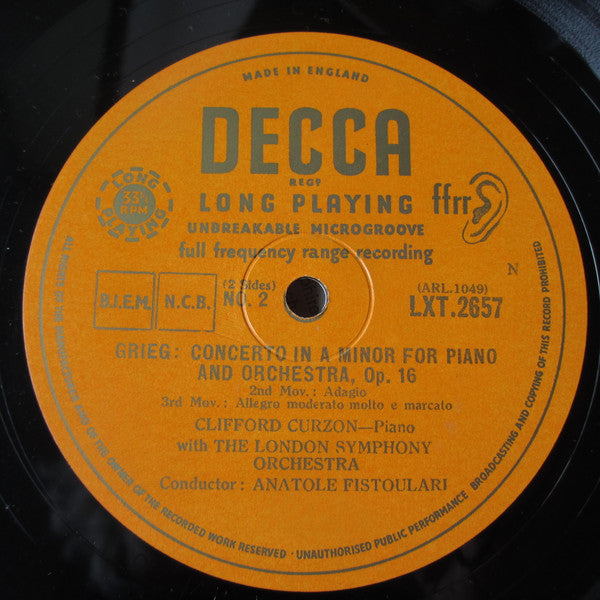 MADE IN ENGLAND
DECCA
REGD
LONG PLAYING
33⅓ RPM
LONG PLAYING
ffrr
UNBREAKABLE MICROGROOVE
full frequency range recording
N
B.I.E.M.
N.C.B.
(2 Sides)
NO. 2
(ARL.1049)
LXT.2657
GRIEG: CONCERTO IN A MINOR FOR PIANO
AND ORCHESTRA, Op. 16
2nd Mov.: Adagio
3rd Mov.: Allegro moderato molto e marcato
CLIFFORD CURZON—Piano
with THE LONDON SYMPHONY
ORCHESTRA
Conductor: ANATOLE FISTOULARI
ALL RIGHTS OF THE MANUFACTURER AND OF THE OWNER OF THE RECORDED WORK RESERVED · UNAUTHORISED PUBLIC PERFORMANCE BROADCASTING AND COPYING OF THIS RECORD PROHIBITED